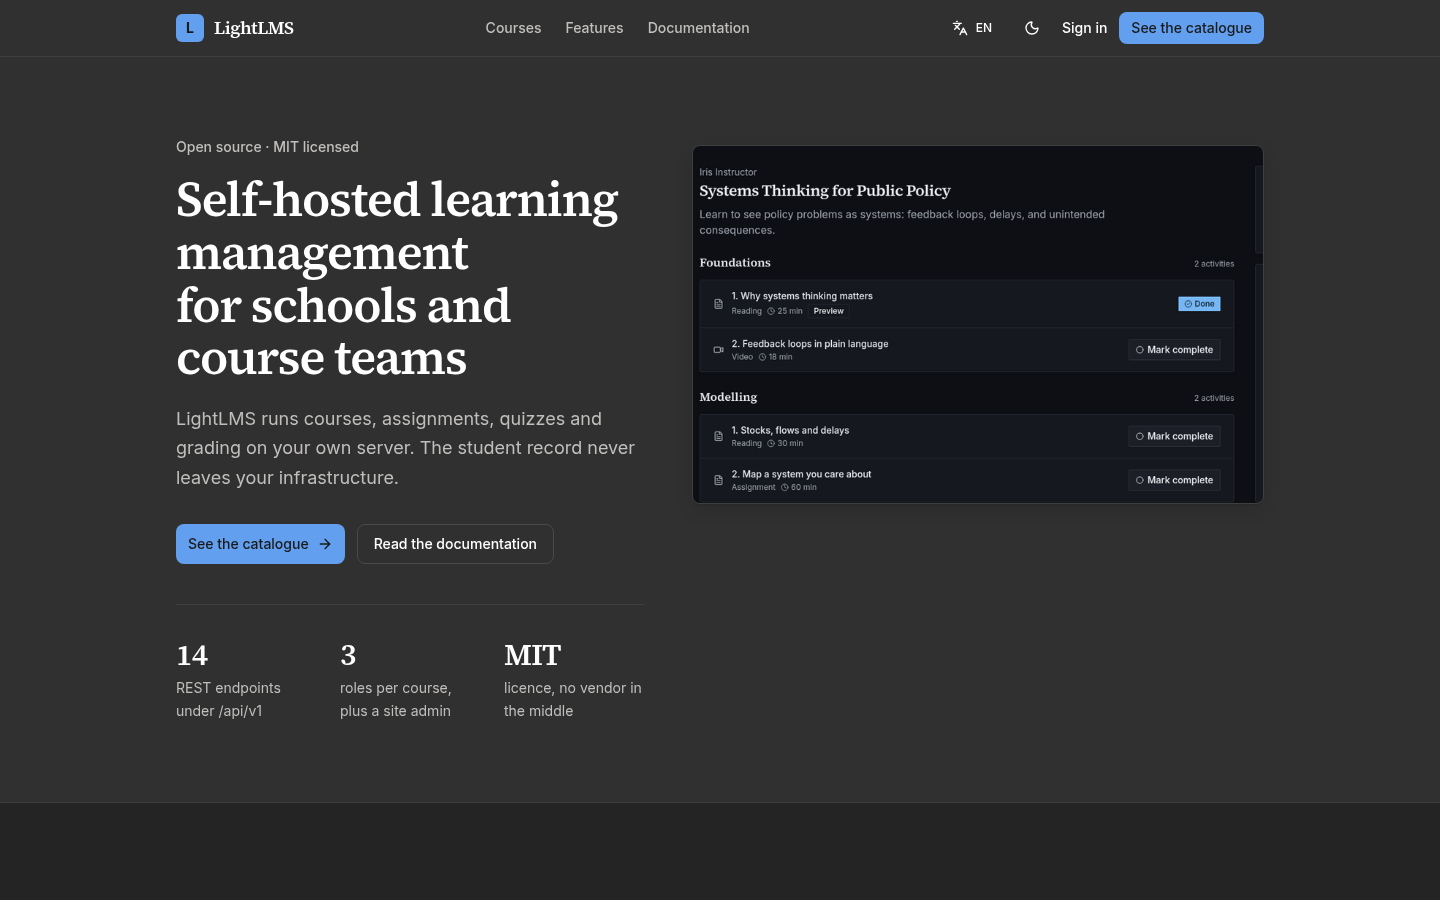 L LightLMS
Courses Features Documentation
EN
Sign in
See the catalogue
Open source · MIT licensed
Self-hosted learning
management
for schools and
course teams
LightLMS runs courses, assignments, quizzes and
grading on your own server. The student record never
leaves your infrastructure.
See the catalogue
Read the documentation
14
REST endpoints
under /api/v1
3
roles per course,
plus a site admin
MIT
licence, no vendor in
the middle
Iris Instructor
Systems Thinking for Public Policy
Learn to see policy problems as systems: feedback loops, delays, and unintended
consequences.
Foundations 2 activities
1. Why systems thinking matters
Reading 25 min Preview
Done
2. Feedback loops in plain language
Video 18 min
Mark complete
Modelling 2 activities
1. Stocks, flows and delays
Reading 30 min
Mark complete
2. Map a system you care about
Assignment 60 min
Mark complete